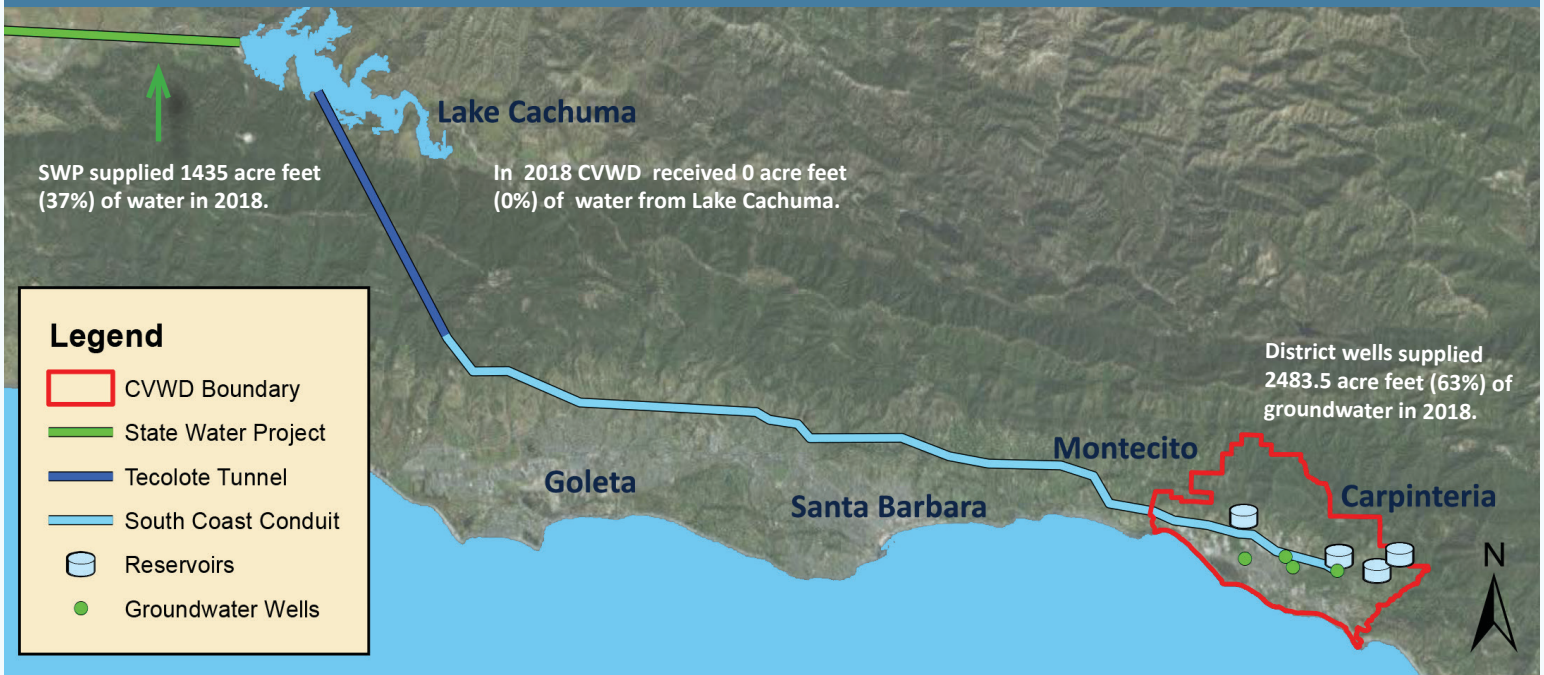 Lake Cachuma
SWP supplied 1435 acre feet
(37%) of water in 2018.
In 2018 CVWD received 0 acre feet
(0%) of water from Lake Cachuma.
Legend
CVWD Boundary
State Water Project
Tecolote Tunnel
South Coast Conduit
Reservoirs
Groundwater Wells
District wells supplied
2483.5 acre feet (63%) of
groundwater in 2018.
Montecito
Goleta
Santa Barbara
Carpinteria
N